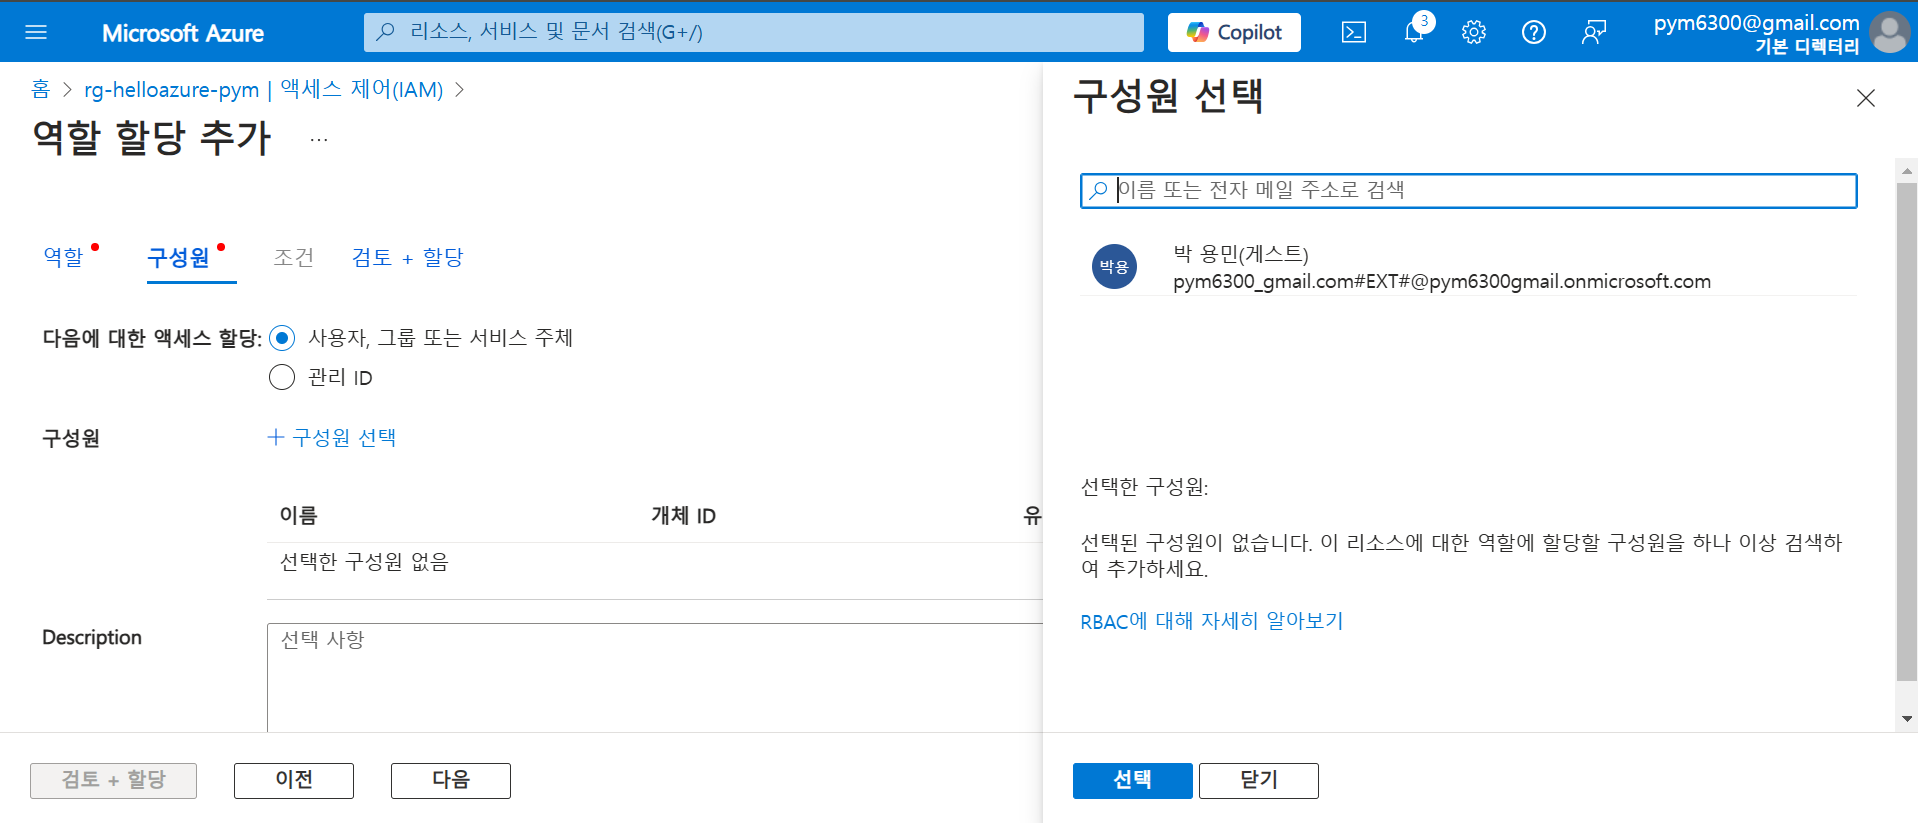 Microsoft Azure
리소스, 서비스 및 문서 검색(G+/)
Copilot
3
pym6300@gmail.com
기본 디렉터리
홈 > rg-helloazure-pym | 액세스 제어(IAM) >
역할 할당 추가 ...
역할
구성원
조건
검토 + 할당
다음에 대한 액세스 할당:
사용자, 그룹 또는 서비스 주체
관리 ID
구성원
+ 구성원 선택
이름
개체 ID
유
선택한 구성원 없음
Description
선택 사항
검토 + 할당
이전
다음
구성원 선택
이름 또는 전자 메일 주소로 검색
박용
박 용민(게스트)
pym6300_gmail.com#EXT#@pym6300gmail.onmicrosoft.com
선택한 구성원:
선택된 구성원이 없습니다. 이 리소스에 대한 역할에 할당할 구성원을 하나 이상 검색하
여 추가하세요.
RBAC에 대해 자세히 알아보기
선택
닫기